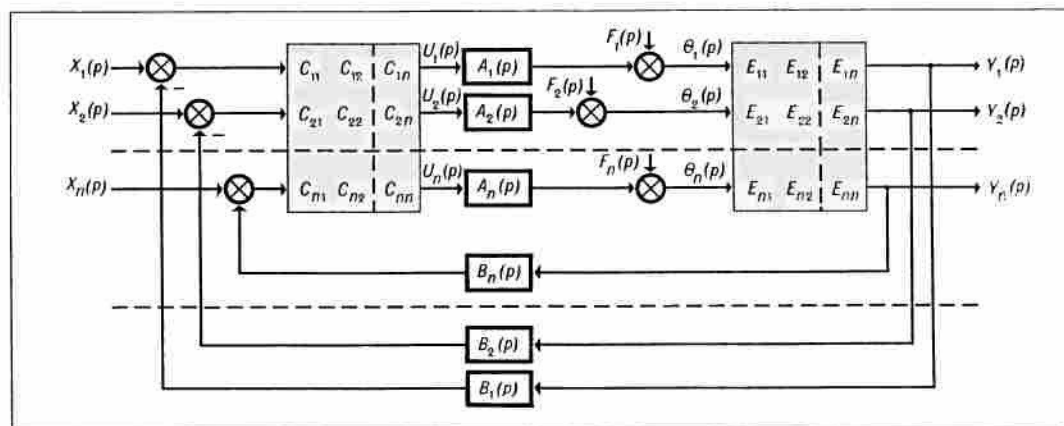 X₁(p) C₁₁ C₁₂ C₁n U₁(p) A₁(p) F₁(p) θ₁(p) E₁₁ E₁₂ E₁n Y₁(p)
X₂(p) C₂₁ C₂₂ C₂n U₂(p) A₂(p) F₂(p) θ₂(p) E₂₁ E₂₂ E₂n Y₂(p)
Xn(p) Cn₁ Cn₂ Cnn Un(p) An(p) Fn(p) θn(p) En₁ En₂ Enn Yn(p)
Bn(p)
B₂(p)
B₁(p)